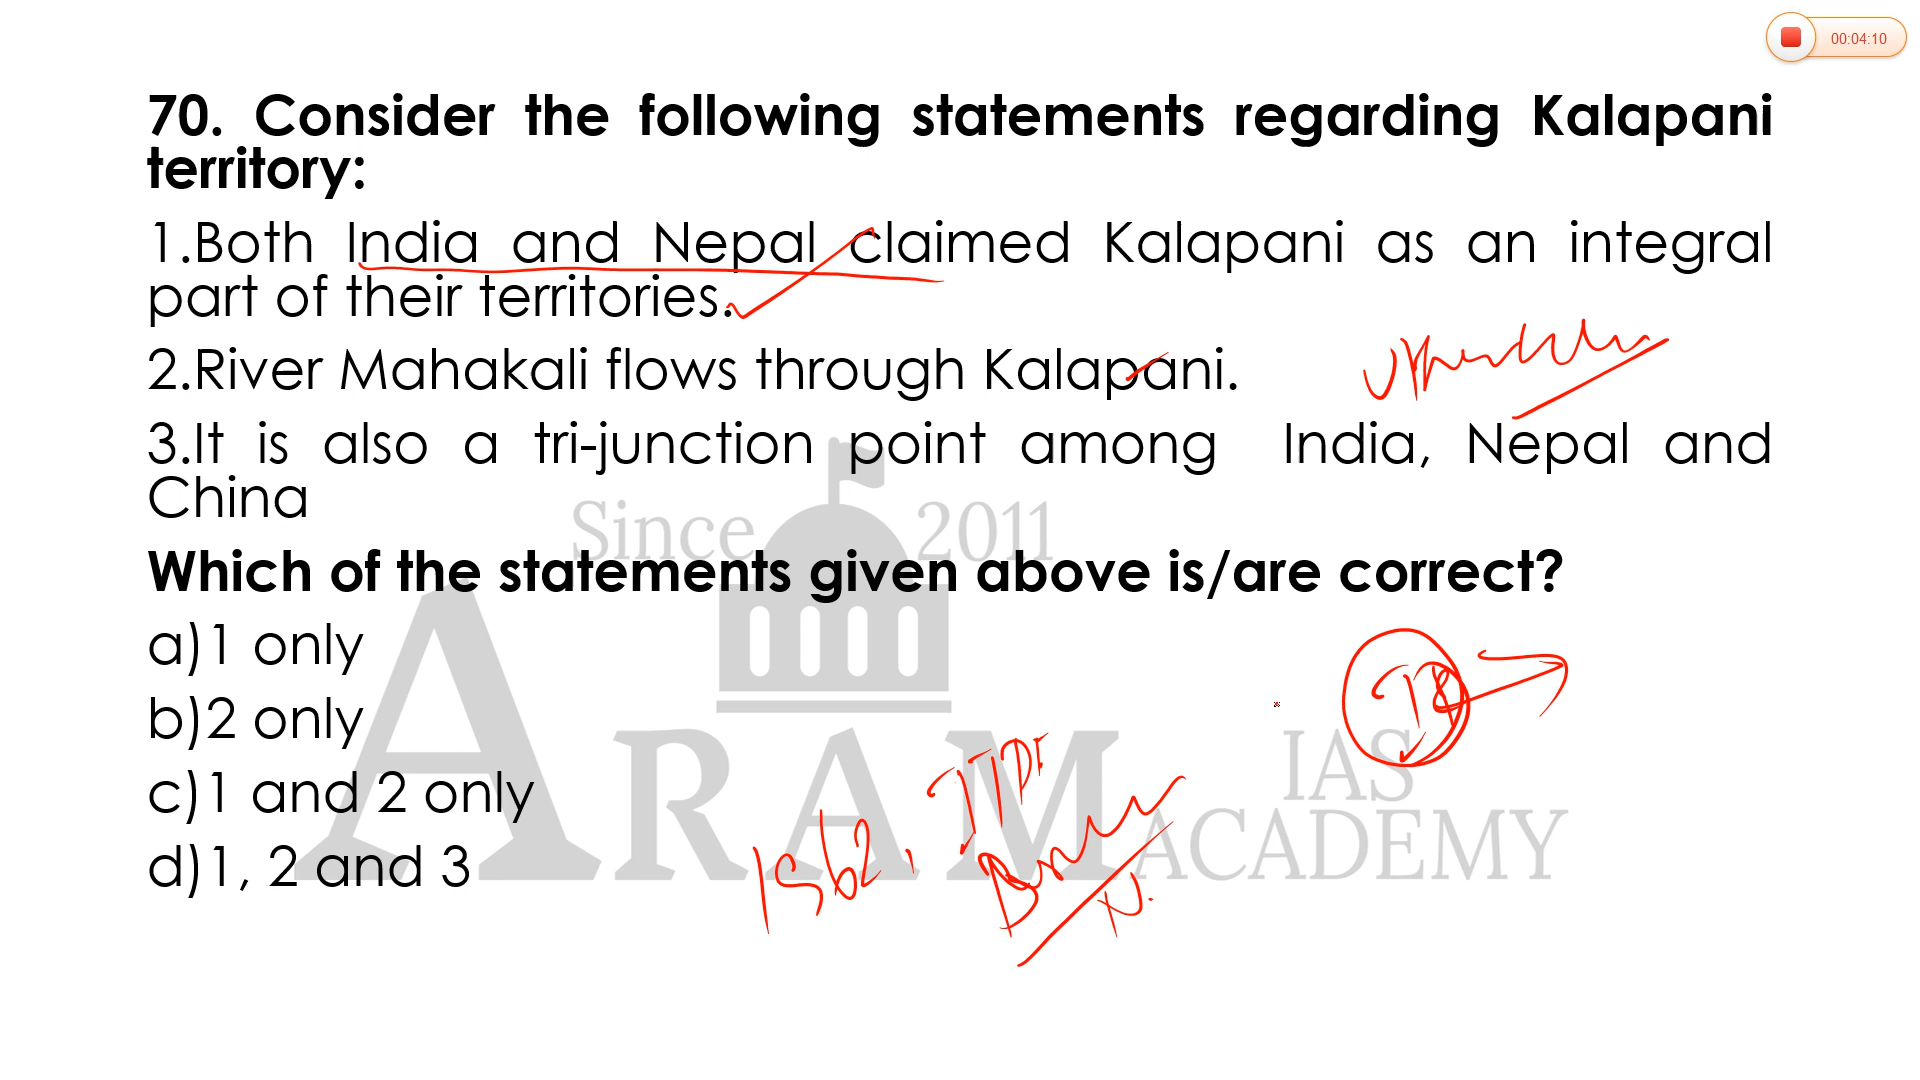 00:04:10
70. Consider the following statements regarding Kalapani
territory:
1.Both India and Nepal claimed Kalapani as an integral
part of their territories.
2.River Mahakali flows through Kalapani.
3.It is also a tri-junction point among India, Nepal and
China
Since 2011
Which of the statements given above is/are correct?
a)1 only
b)2 only
c)1 and 2 only
d)1, 2 and 3
ARAM IAS
ACADEMY
1962,